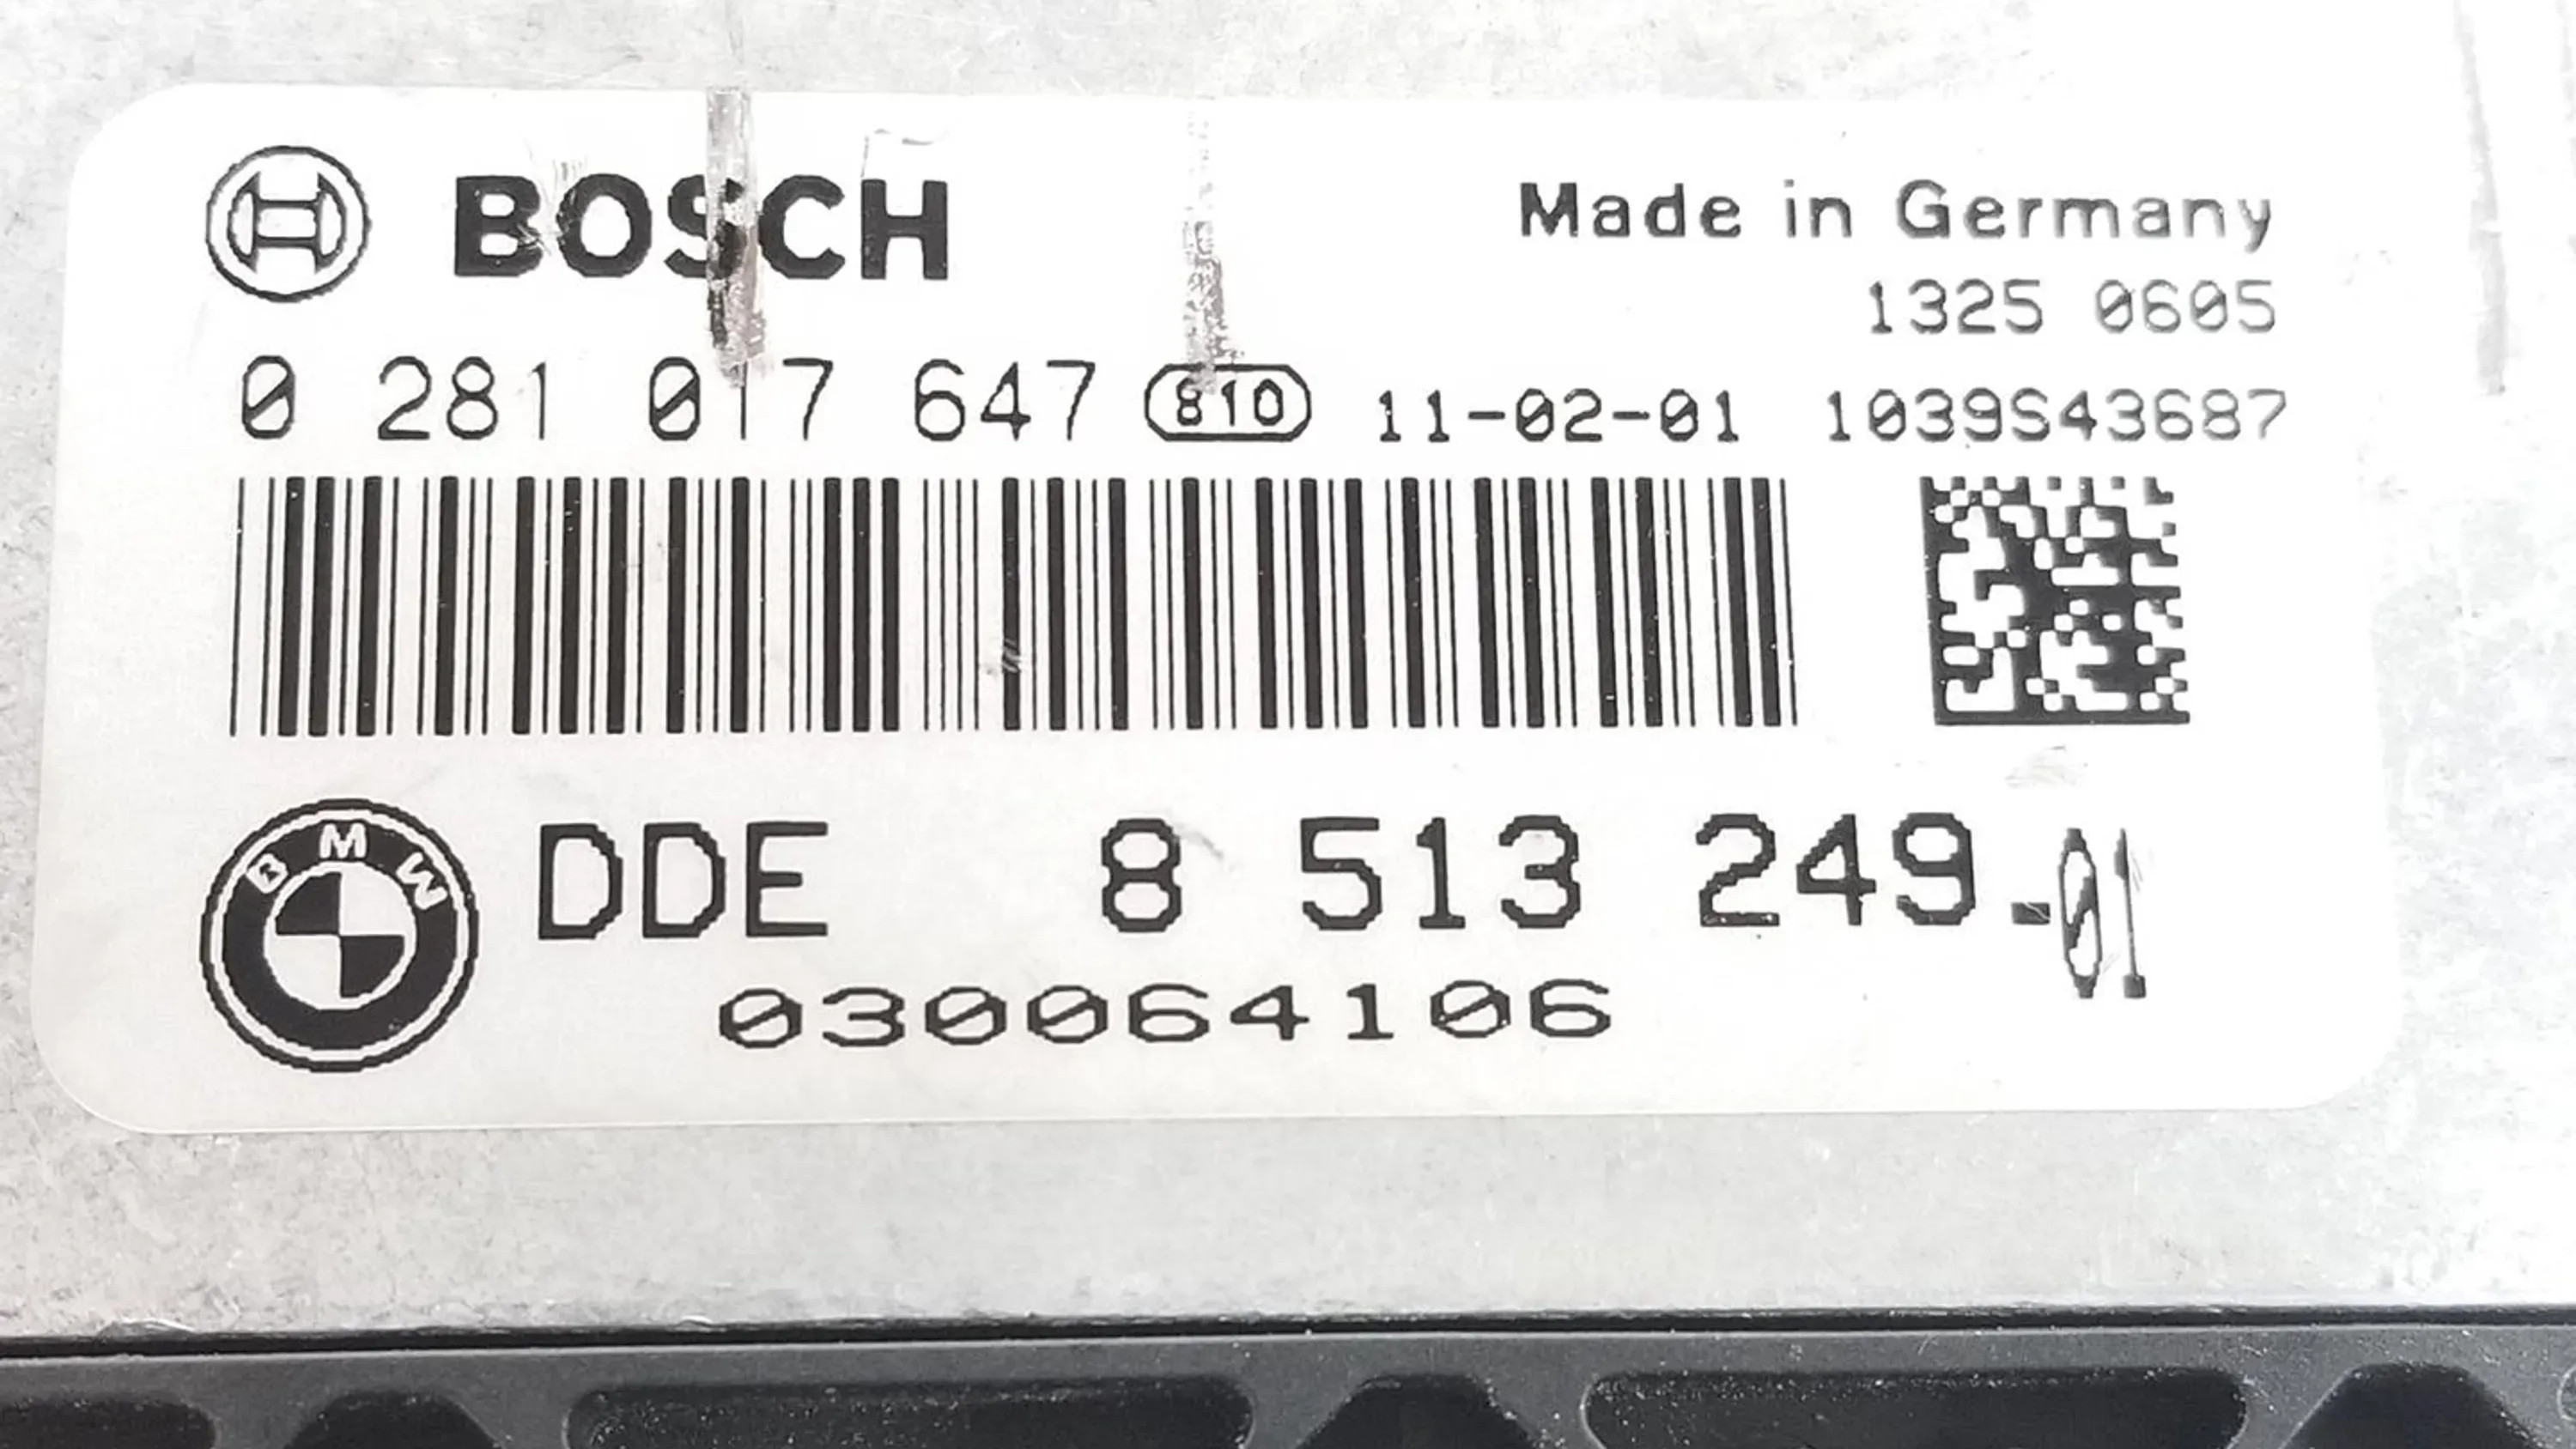 BOSCH
Made in Germany
1325 0605
0 281 017 647 810 11-02-01 1039S43687
BMW
DDE 8 513 249-01
030064106